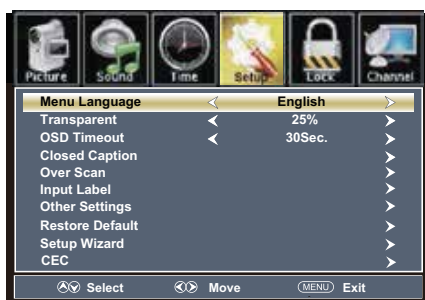 Picture Sound Time Setup Lock Channel
Menu Language English
Transparent 25%
OSD Timeout 30Sec.
Closed Caption
Over Scan
Input Label
Other Settings
Restore Default
Setup Wizard
CEC
Select Move MENU Exit